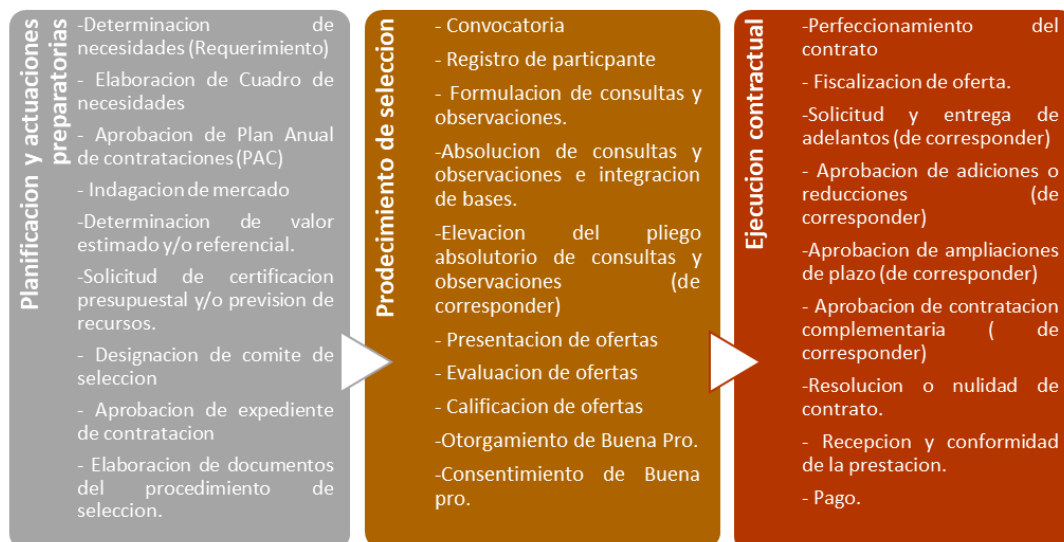 Planificacion y actuaciones
preparatorias
-Determinacion de
necesidades (Requerimiento)
- Elaboracion de Cuadro de
necesidades
- Aprobacion de Plan Anual
de contrataciones (PAC)
- Indagacion de mercado
-Determinacion de valor
estimado y/o referencial.
-Solicitud de certificacion
presupuestal y/o prevision de
recursos.
- Designacion de comite de
seleccion
- Aprobacion de expediente
de contratacion
- Elaboracion de documentos
del procedimiento de
seleccion.
Prodecimiento de seleccion
- Convocatoria
- Registro de particpante
- Formulacion de consultas y
observaciones.
-Absolucion de consultas y
observaciones e integracion
de bases.
-Elevacion del pliego
absolutorio de consultas y
observaciones (de
corresponder)
- Presentacion de ofertas
- Evaluacion de ofertas
- Calificacion de ofertas
-Otorgamiento de Buena Pro.
-Consentimiento de Buena
pro.
Ejecucion contractual
-Perfeccionamiento del
contrato
- Fiscalizacion de oferta.
-Solicitud y entrega de
adelantos (de corresponder)
- Aprobacion de adiciones o
reducciones (de
corresponder)
-Aprobacion de ampliaciones
de plazo (de corresponder)
- Aprobacion de contratacion
complementaria ( de
corresponder)
-Resolucion o nulidad de
contrato.
- Recepcion y conformidad
de la prestacion.
- Pago.